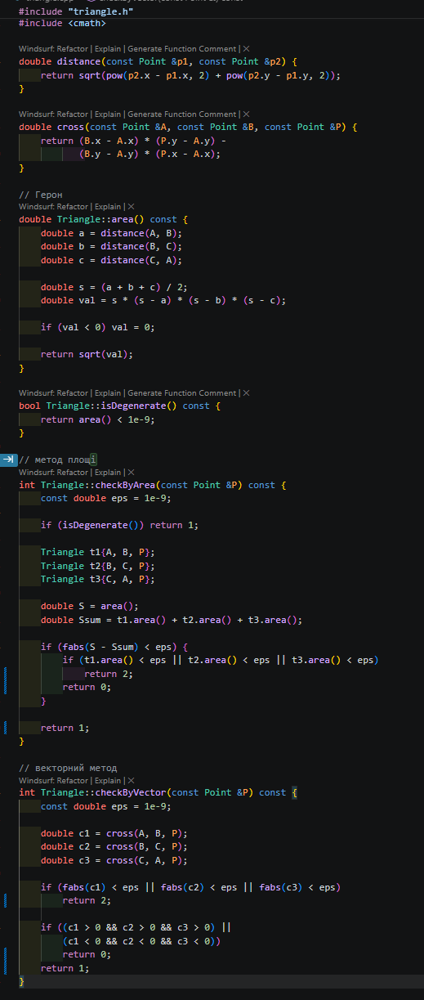 #include "triangle.h"
#include <cmath>
Windsurf: Refactor | Explain | Generate Function Comment | ×
double distance(const Point &p1, const Point &p2) {
    return sqrt(pow(p2.x - p1.x, 2) + pow(p2.y - p1.y, 2));
}
Windsurf: Refactor | Explain | Generate Function Comment | ×
double cross(const Point &A, const Point &B, const Point &P) {
    return (B.x - A.x) * (P.y - A.y) -
           (B.y - A.y) * (P.x - A.x);
}
// Герон
Windsurf: Refactor | Explain | ×
double Triangle::area() const {
    double a = distance(A, B);
    double b = distance(B, C);
    double c = distance(C, A);
    double s = (a + b + c) / 2;
    double val = s * (s - a) * (s - b) * (s - c);
    if (val < 0) val = 0;
    return sqrt(val);
}
Windsurf: Refactor | Explain | Generate Function Comment | ×
bool Triangle::isDegenerate() const {
    return area() < 1e-9;
}
// метод площі
Windsurf: Refactor | Explain | ×
int Triangle::checkByArea(const Point &P) const {
    const double eps = 1e-9;
    if (isDegenerate()) return 1;
    Triangle t1{A, B, P};
    Triangle t2{B, C, P};
    Triangle t3{C, A, P};
    double S = area();
    double Ssum = t1.area() + t2.area() + t3.area();
    if (fabs(S - Ssum) < eps) {
        if (t1.area() < eps || t2.area() < eps || t3.area() < eps)
            return 2;
        return 0;
    }
    return 1;
}
// векторний метод
Windsurf: Refactor | Explain | ×
int Triangle::checkByVector(const Point &P) const {
    const double eps = 1e-9;
    double c1 = cross(A, B, P);
    double c2 = cross(B, C, P);
    double c3 = cross(C, A, P);
    if (fabs(c1) < eps || fabs(c2) < eps || fabs(c3) < eps)
        return 2;
    if ((c1 > 0 && c2 > 0 && c3 > 0) ||
        (c1 < 0 && c2 < 0 && c3 < 0))
        return 0;
    return 1;
}